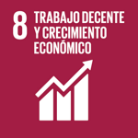 8 TRABAJO DECENTE
Y CRECIMIENTO
ECONÓMICO